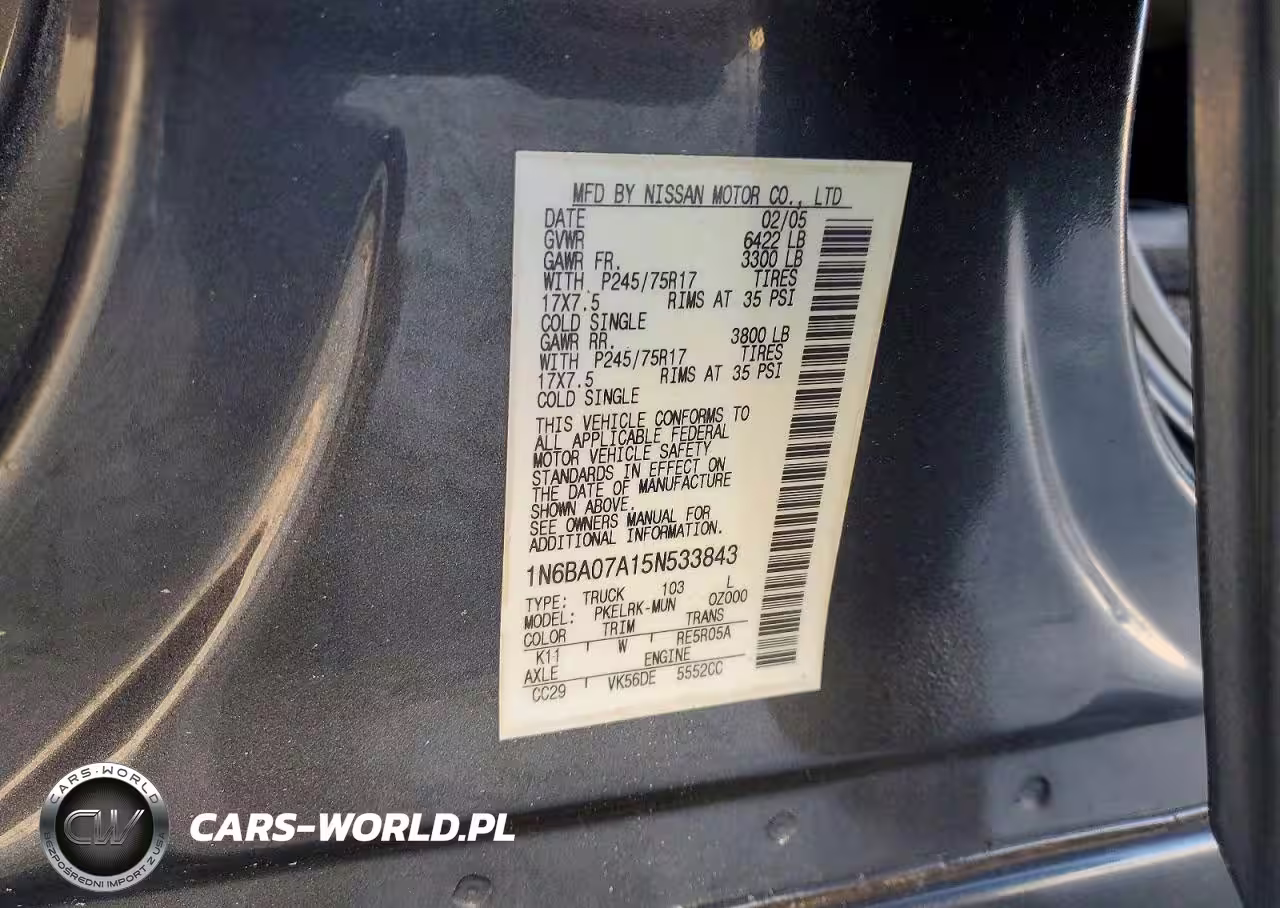 MFD BY NISSAN MOTOR CO., LTD
DATE 02/05
GVWR 6422 LB
GAWR FR. 3300 LB
WITH P245/75R17 TIRES
17X7.5 RIMS AT 35 PSI
COLD SINGLE
GAWR RR. 3800 LB
WITH P245/75R17 TIRES
17X7.5 RIMS AT 35 PSI
COLD SINGLE
THIS VEHICLE CONFORMS TO
ALL APPLICABLE FEDERAL
MOTOR VEHICLE SAFETY
STANDARDS IN EFFECT ON
THE DATE OF MANUFACTURE
SHOWN ABOVE.
SEE OWNERS MANUAL FOR
ADDITIONAL INFORMATION.
1N6BA07A15N533843
TYPE: TRUCK 103 L
MODEL: PKELRK-MUN 0Z000
COLOR TRIM TRANS
K11 W RE5R05A
AXLE ENGINE
CC29 VK56DE 5552CC
CARS-WORLD
CW
BEZPOŚREDNI IMPORT Z USA
CARS-WORLD.PL